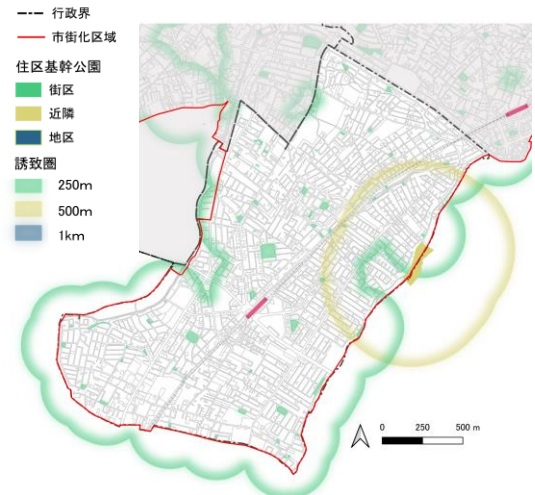 行政界
市街化区域
住区基幹公園
街区
近隣
地区
誘致圏
250m
500m
1km
0 250 500 m